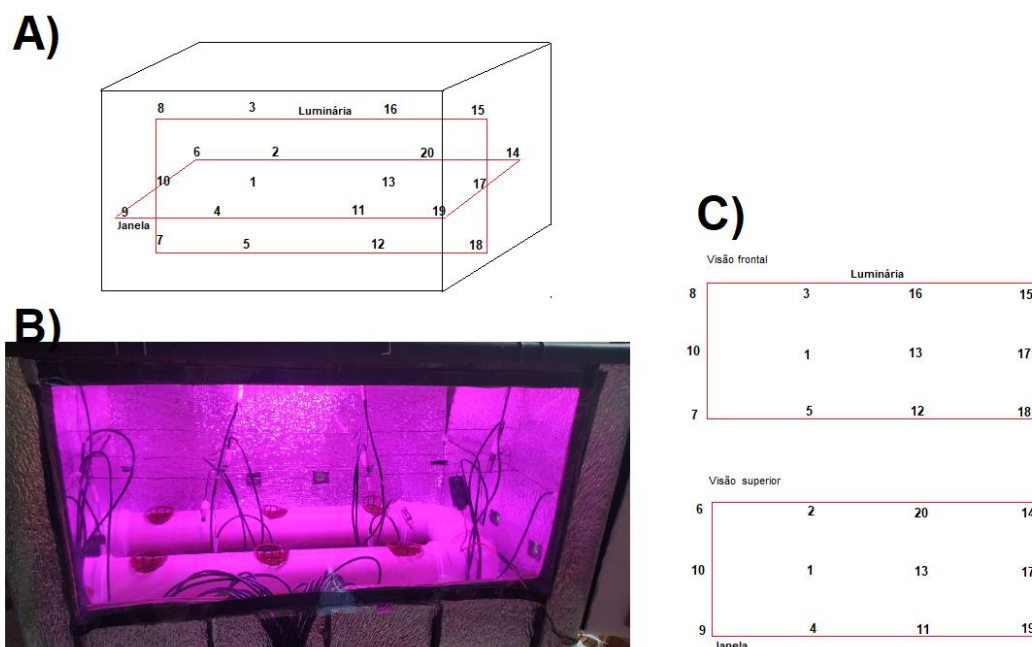 A)
8 3 Luminária 16 15
6 2 20 14
10 1 13 17
9 4 11 19
Janela
7 5 12 18
B)
C)
Visão frontal
Luminária
8 3 16 15
10 1 13 17
7 5 12 18
Visão superior
6 2 20 14
10 1 13 17
9 4 11 19
Janela